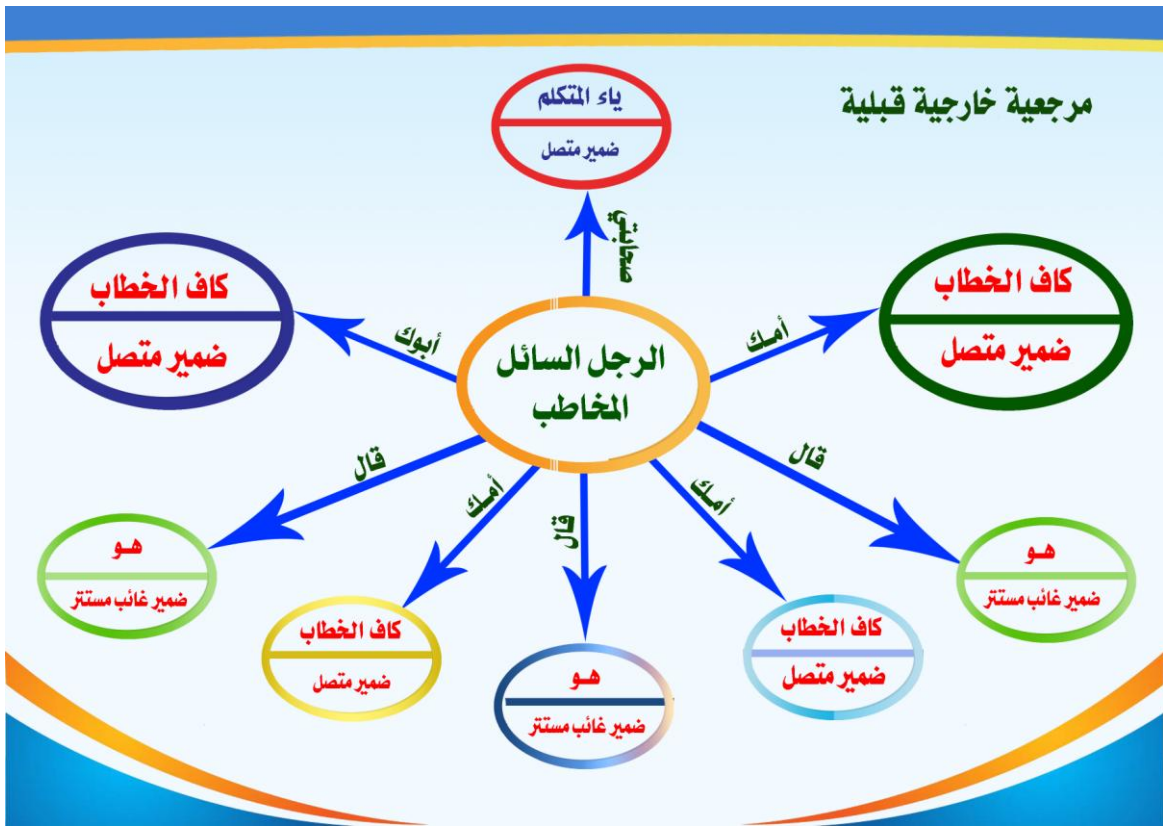 مرجعية خارجية قبلية
ياء المتكلم
ضمير متصل
صحابتي
كاف الخطاب
ضمير متصل
أمك
الرجل السائل
المخاطب
أبوك
كاف الخطاب
ضمير متصل
قال
هو
ضمير غائب مستتر
أمك
كاف الخطاب
ضمير متصل
قال
هو
ضمير غائب مستتر
أمك
كاف الخطاب
ضمير متصل
قال
هو
ضمير غائب مستتر